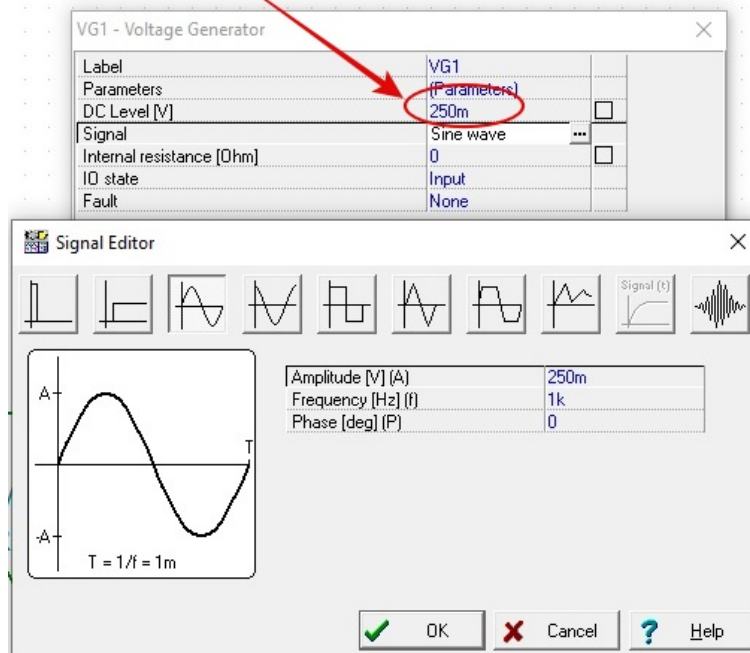 VG1 - Voltage Generator
Label VG1
Parameters (Parameters)
DC Level [V] 250m
Signal Sine wave ...
Internal resistance [Ohm] 0
IO state Input
Fault None
Signal Editor
Signal (t)
A
T
-A
T = 1/f = 1m
Amplitude [V] (A) 250m
Frequency [Hz] (f) 1k
Phase [deg] (P) 0
OK Cancel ? Help